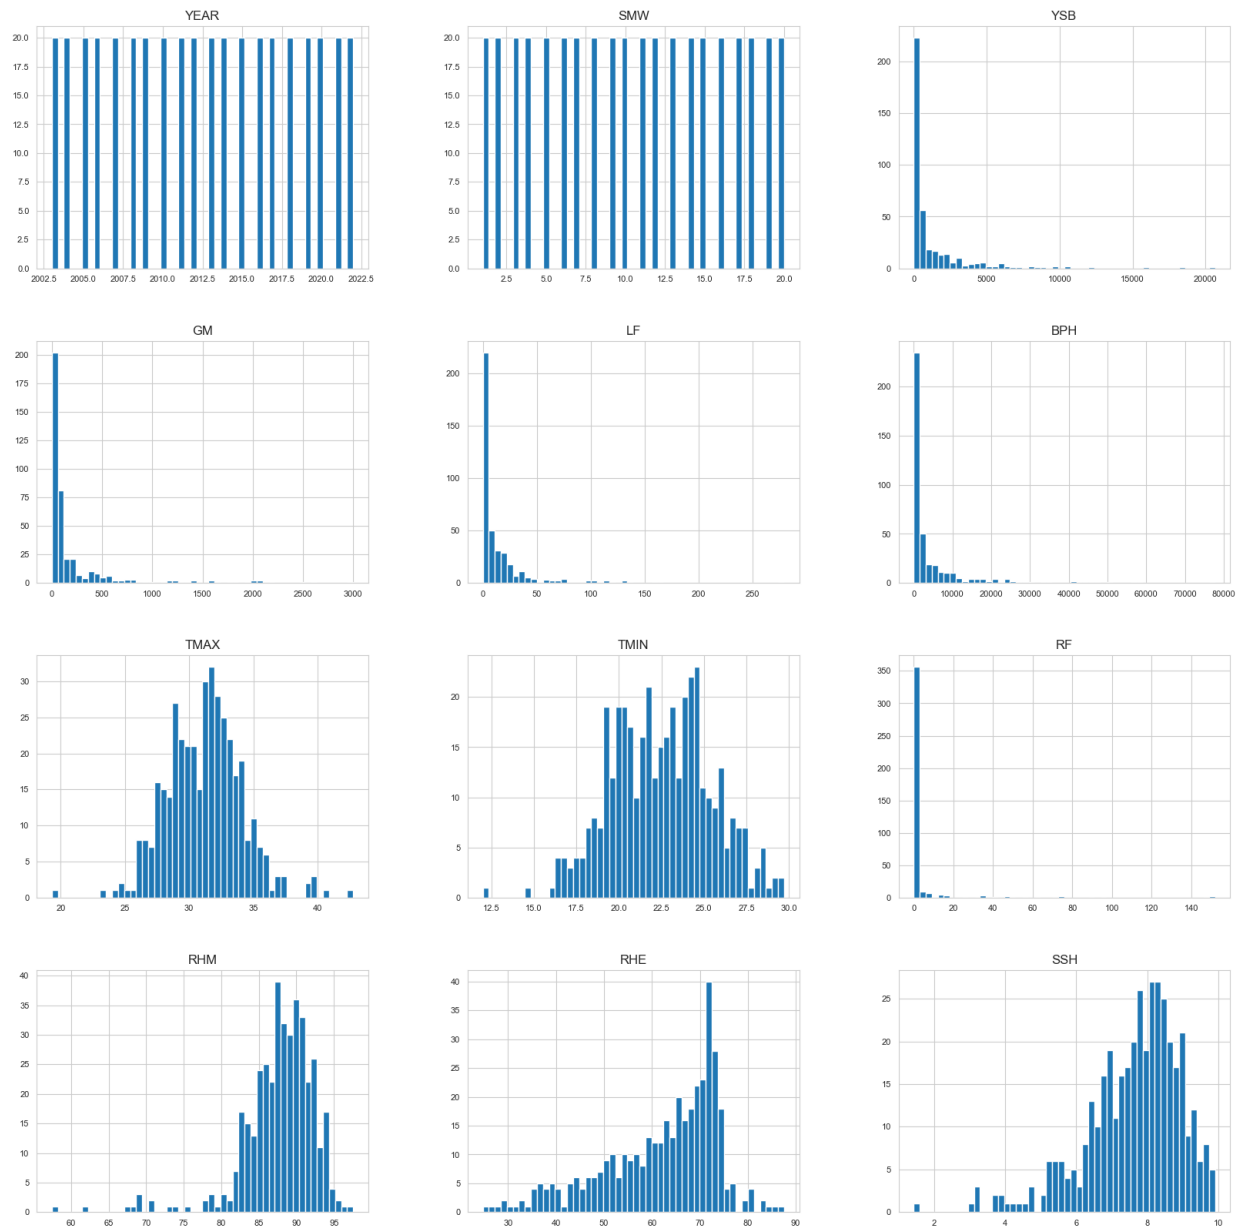 YEAR SMW YSB
20.0 20.0
17.5 17.5 200
15.0 15.0
12.5 12.5 150
10.0 10.0
100
7.5 7.5
5.0 5.0 50
2.5 2.5
0.0 0.0 0
2002.5 2005.0 2007.5 2010.0 2012.5 2015.0 2017.5 2020.0 2022.5 2.5 5.0 7.5 10.0 12.5 15.0 17.5 20.0 0 5000 10000 15000 20000
GM LF BPH
200
200 200
175
150 150 150
125
100 100 100
75
50 50 50
25
0 0 0
0 500 1000 1500 2000 2500 3000 0 50 100 150 200 250 0 10000 20000 30000 40000 50000 60000 70000 80000
TMAX TMIN RF
350
30
20 300
25
250
20 15
200
15
10 150
10
100
5 5
50
0 0 0
20 25 30 35 40 12.5 15.0 17.5 20.0 22.5 25.0 27.5 30.0 0 20 40 60 80 100 120 140
RHM RHE SSH
40 40
35 35 25
30 30
20
25 25
20 20 15
15 15
10
10 10
5 5 5
0 0 0
60 65 70 75 80 85 90 95 30 40 50 60 70 80 90 2 4 6 8 10